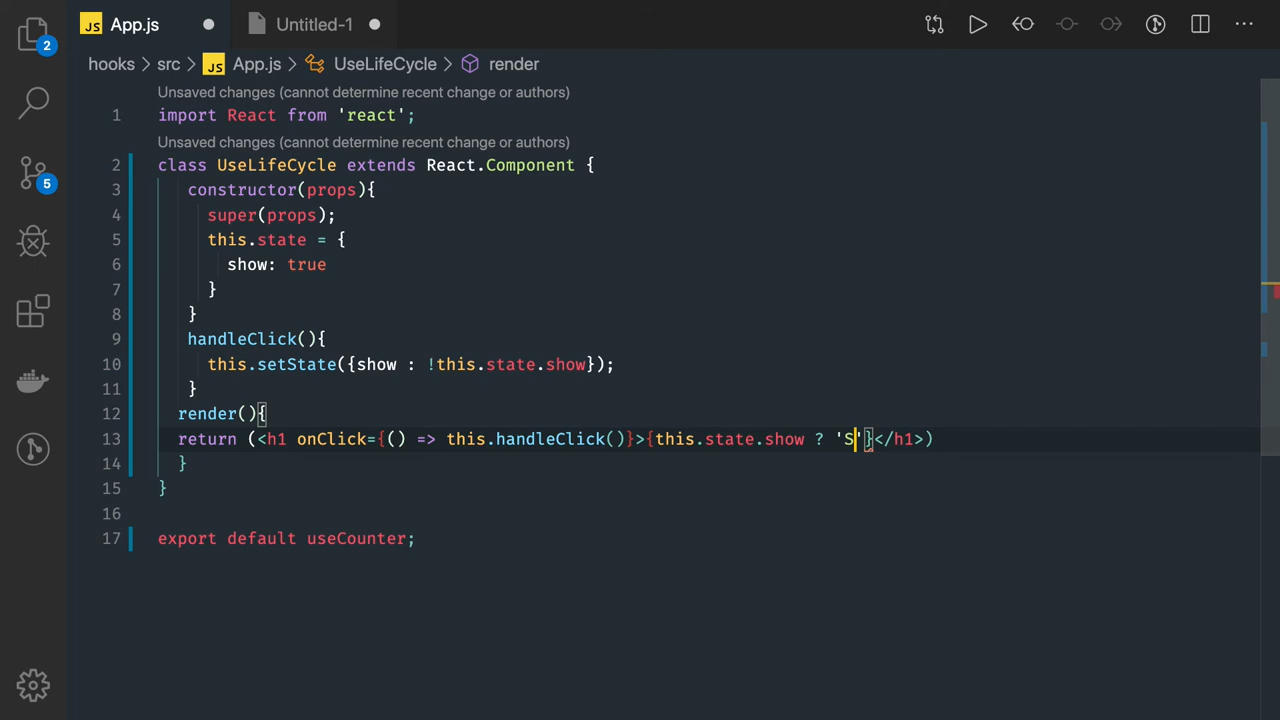 JS App.js Untitled-1
2
hooks > src > JS App.js > UseLifeCycle > render
Unsaved changes (cannot determine recent change or authors)
1 import React from 'react';
Unsaved changes (cannot determine recent change or authors)
2 class UseLifeCycle extends React.Component {
3 constructor(props){
4 super(props);
5 this.state = {
6 show: true
7 }
8 }
9 handleClick(){
10 this.setState({show : !this.state.show});
11 }
12 render(){
13 return (<h1 onClick={() => this.handleClick()}>{this.state.show ? 'S'}</h1>)
14 }
15 }
16
17 export default useCounter;
5